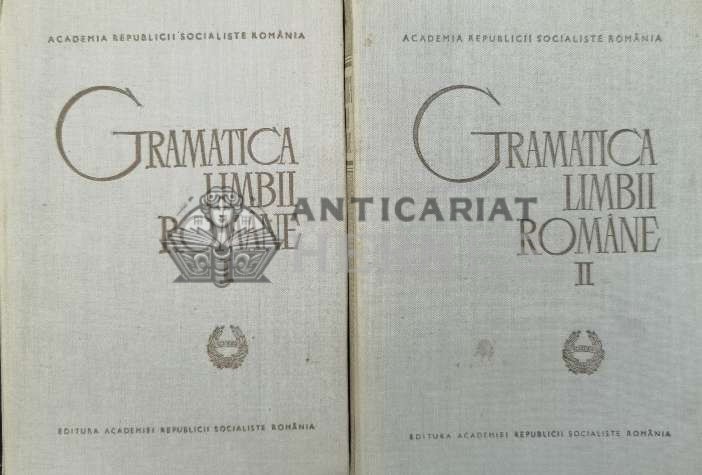 ACADEMIA REPUBLICII SOCIALISTE ROMÂNIA
GRAMATICA
LIMBII
ROMÂNE
I
EDITURA ACADEMIEI REPUBLICII SOCIALISTE ROMÂNIA
ACADEMIA REPUBLICII SOCIALISTE ROMÂNIA
GRAMATICA
LIMBII
ROMÂNE
II
EDITURA ACADEMIEI REPUBLICII SOCIALISTE ROMÂNIA
ANTICARIAT